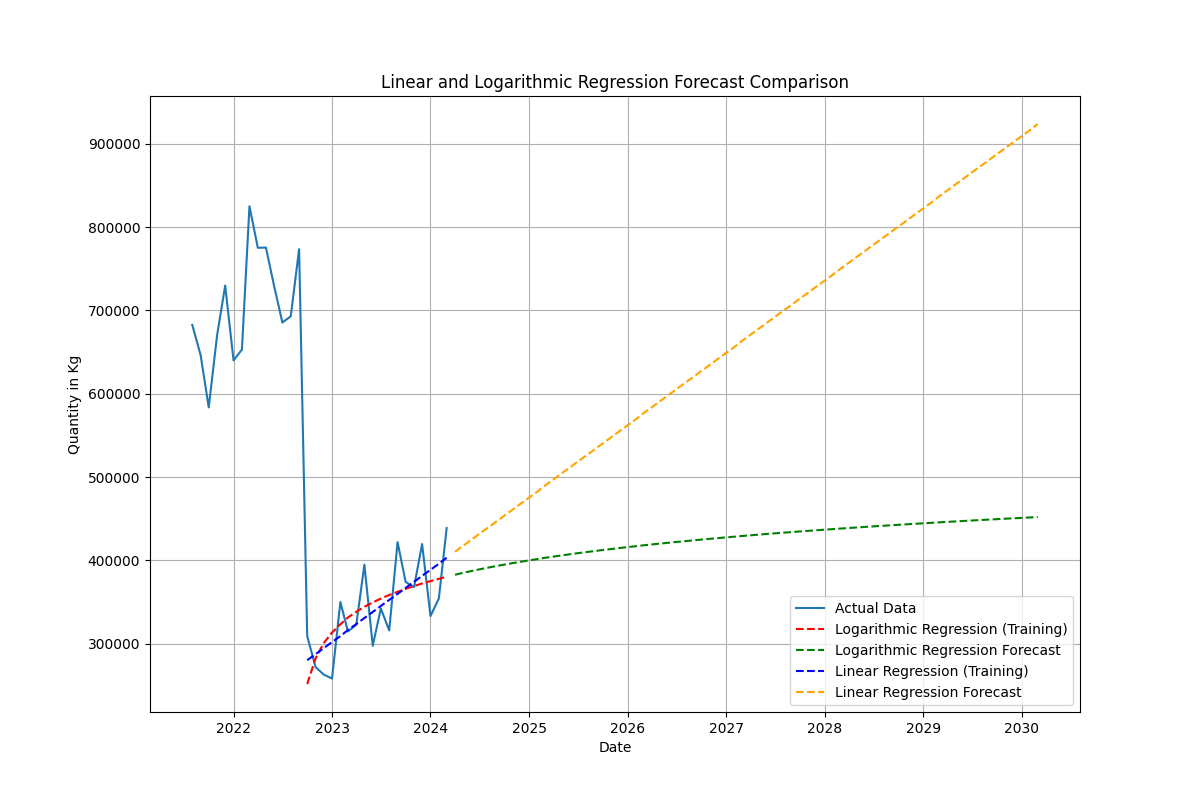 Linear and Logarithmic Regression Forecast Comparison
900000
800000
700000
600000
500000
400000
300000
Quantity in Kg
Actual Data
Logarithmic Regression (Training)
Logarithmic Regression Forecast
Linear Regression (Training)
Linear Regression Forecast
2022 2023 2024 2025 2026 2027 2028 2029 2030
Date